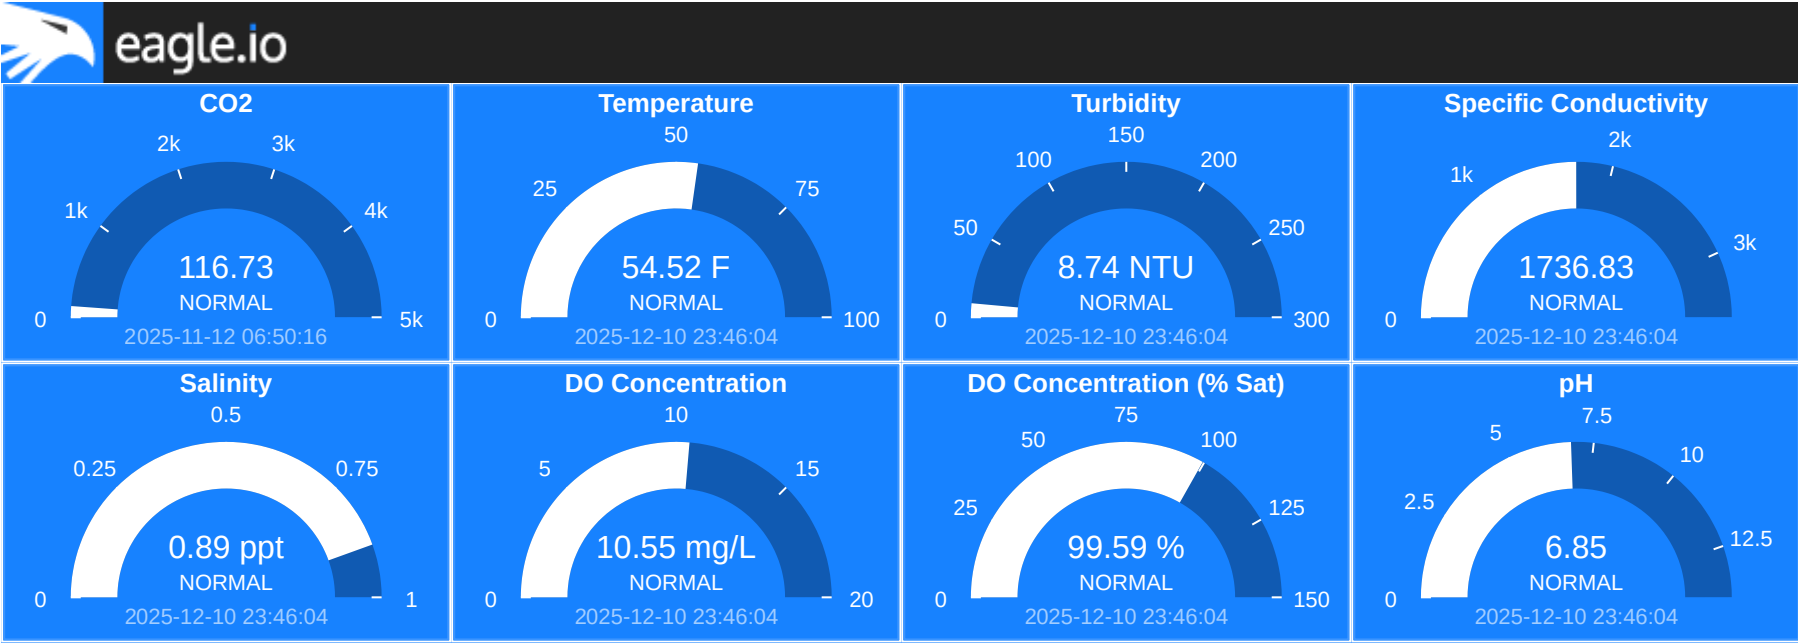 eagle.io
CO2
2k 3k
1k 4k
116.73
NORMAL
0 5k
2025-11-12 06:50:16
Temperature
50
25 75
54.52 F
NORMAL
0 100
2025-12-10 23:46:04
Turbidity
150
100 200
50 250
8.74 NTU
NORMAL
0 300
2025-12-10 23:46:04
Specific Conductivity
2k
1k
3k
1736.83
NORMAL
0
2025-12-10 23:46:04
Salinity
0.5
0.25 0.75
0.89 ppt
NORMAL
0 1
2025-12-10 23:46:04
DO Concentration
10
5 15
10.55 mg/L
NORMAL
0 20
2025-12-10 23:46:04
DO Concentration (% Sat)
75
50 100
25 125
99.59 %
NORMAL
0 150
2025-12-10 23:46:04
pH
7.5
5 10
2.5 12.5
6.85
NORMAL
0
2025-12-10 23:46:04